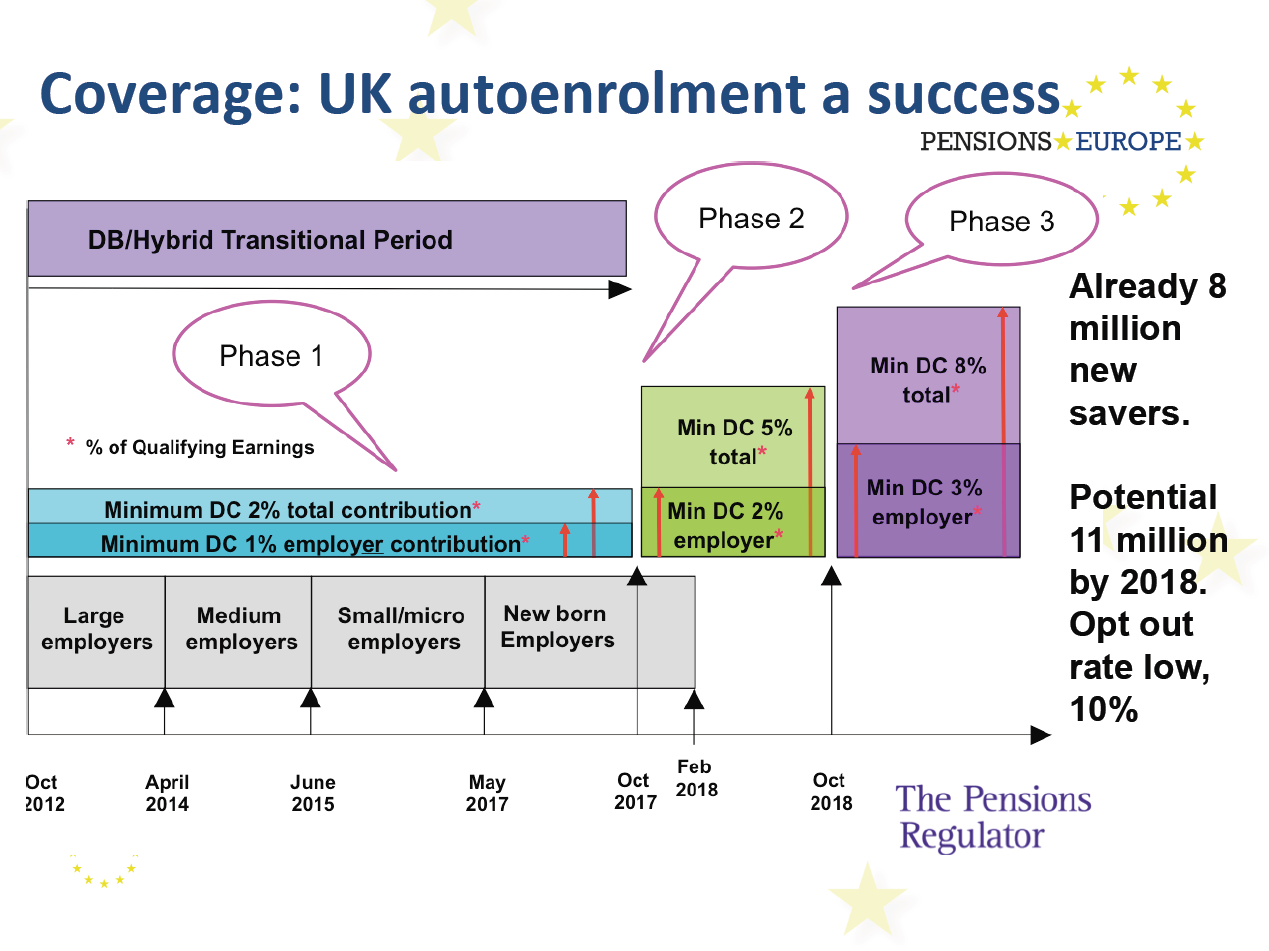 Coverage: UK autoenrolment a success
PENSIONS EUROPE
DB/Hybrid Transitional Period
Phase 1
Phase 2
Phase 3
* % of Qualifying Earnings
Minimum DC 2% total contribution*
Minimum DC 1% employer contribution*
Min DC 5%
total*
Min DC 2%
employer*
Min DC 8%
total*
Min DC 3%
employer*
Already 8
million
new
savers.
Potential
11 million
by 2018.
Opt out
rate low,
10%
Large
employers
Medium
employers
Small/micro
employers
New born
Employers
Oct
2012
April
2014
June
2015
May
2017
Oct
2017
Feb
2018
Oct
2018
The Pensions
Regulator